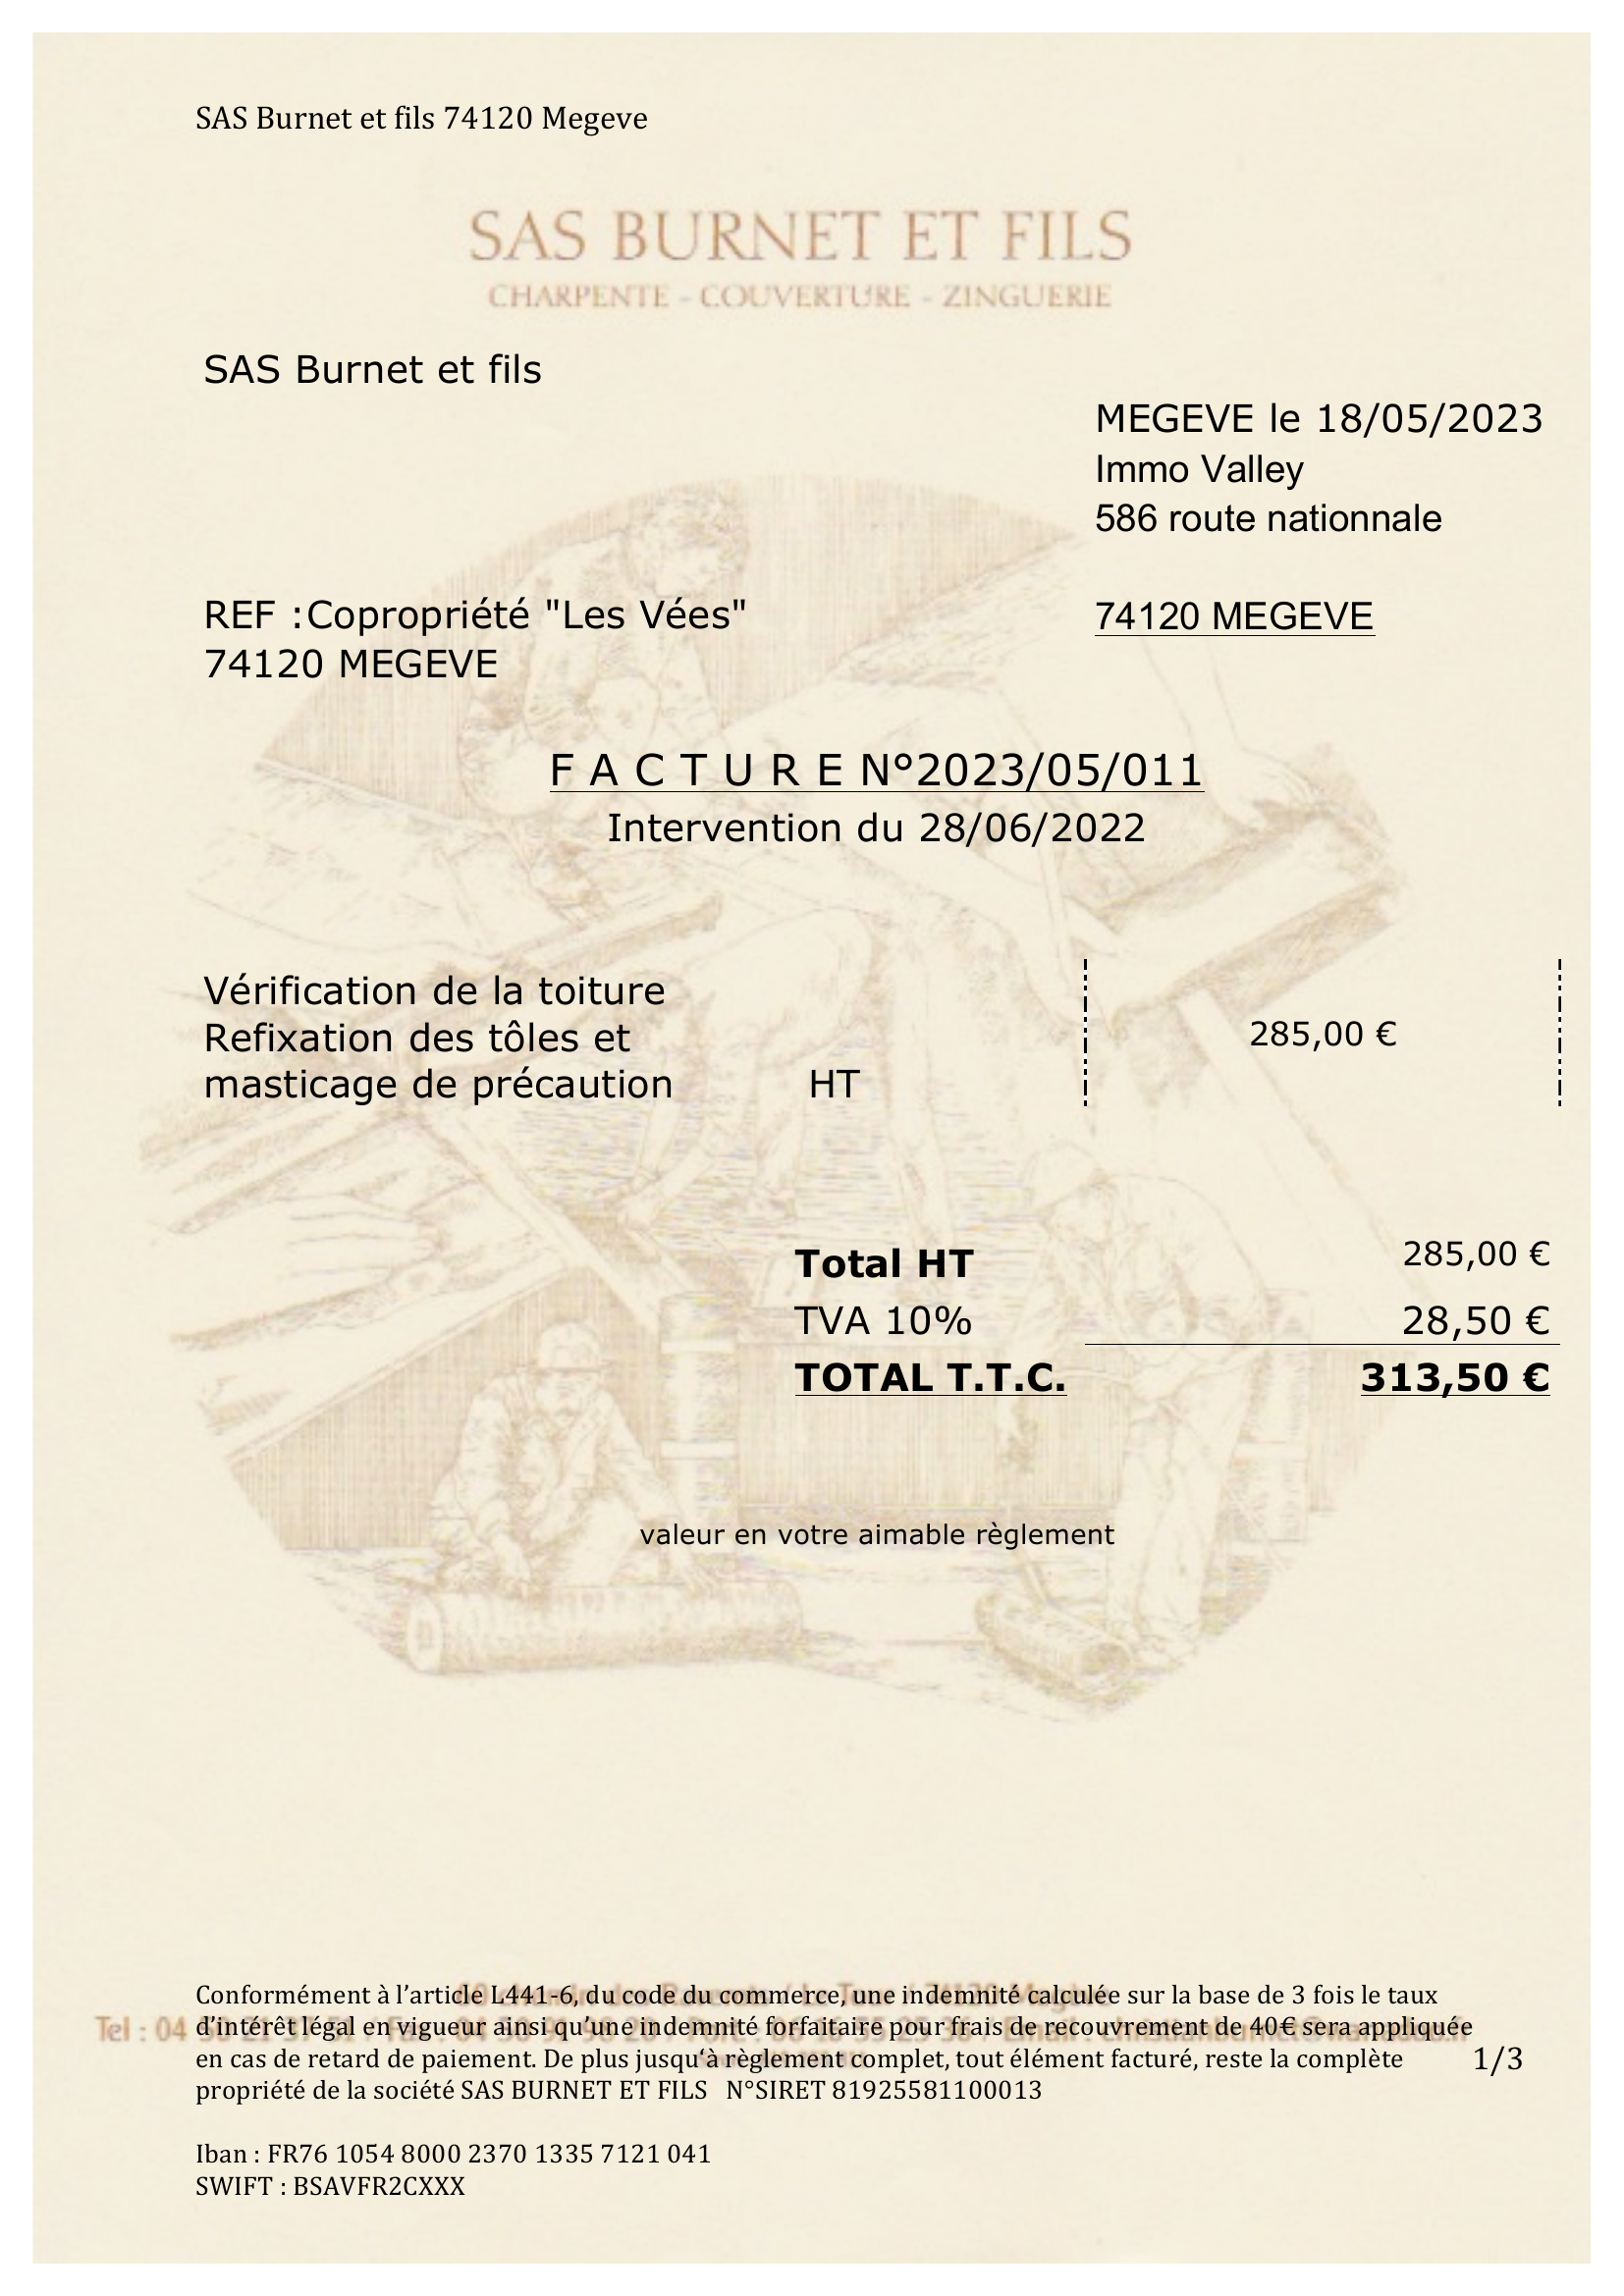 SAS Burnet et fils 74120 Megeve
SAS BURNET ET FILS
CHARPENTE - COUVERTURE - ZINGUERIE
SAS Burnet et fils
MEGEVE le 18/05/2023
Immo Valley
586 route nationnale
REF :Copropriété "Les Vées"
74120 MEGEVE
74120 MEGEVE
F A C T U R E N°2023/05/011
Intervention du 28/06/2022
Vérification de la toiture
Refixation des tôles et
masticage de précaution HT
285,00 €
Total HT 285,00 €
TVA 10% 28,50 €
TOTAL T.T.C. 313,50 €
valeur en votre aimable règlement
Conformément à l’article L441-6, du code du commerce, une indemnité calculée sur la base de 3 fois le taux
d’intérêt légal en vigueur ainsi qu’une indemnité forfaitaire pour frais de recouvrement de 40€ sera appliquée
en cas de retard de paiement. De plus jusqu‘à règlement complet, tout élément facturé, reste la complète
propriété de la société SAS BURNET ET FILS N°SIRET 81925581100013
Tel : 04
1/3
Iban : FR76 1054 8000 2370 1335 7121 041
SWIFT : BSAVFR2CXXX